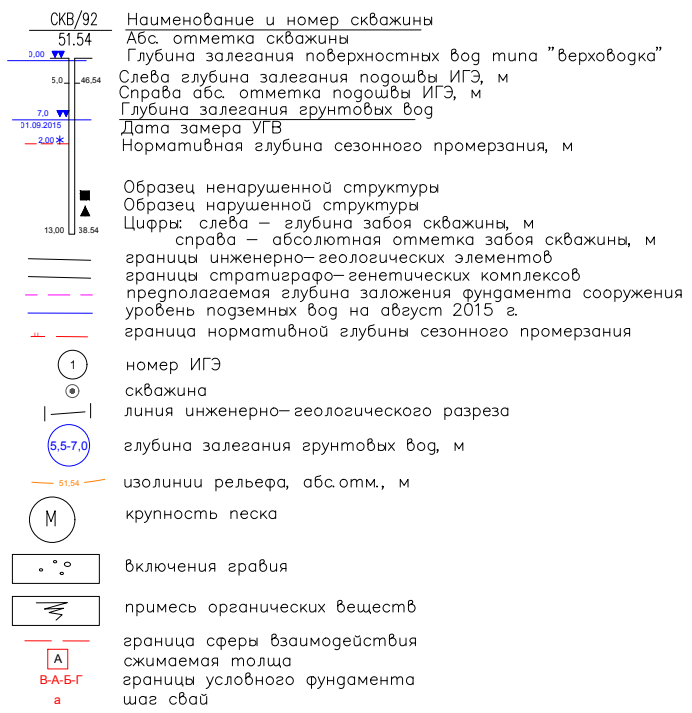 СКВ/92 Наименование и номер скважины
51.54 Абс. отметка скважины
0,00 Глубина залегания поверхностных вод типа "верховодка"
5,0 46,54 Слева глубина залегания подошвы ИГЭ, м
Справа абс. отметка подошвы ИГЭ, м
7,0 Глубина залегания грунтовых вод
01.09.2015 Дата замера УГВ
2,00 Нормативная глубина сезонного промерзания, м
Образец ненарушенной структуры
Образец нарушенной структуры
Цифры: слева – глубина забоя скважины, м
13,00 38.54 справа – абсолютная отметка забоя скважины, м
границы инженерно–геологических элементов
границы стратиграфо–генетических комплексов
предполагаемая глубина заложения фундамента сооружения
уровень подземных вод на август 2015 г.
граница нормативной глубины сезонного промерзания
1 номер ИГЭ
скважина
линия инженерно–геологического разреза
5,5-7,0 глубина залегания грунтовых вод, м
51.54 изолинии рельефа, абс.отм., м
М крупность песка
включения гравия
примесь органических веществ
граница сферы взаимодействия
А сжимаемая толща
В-А-Б-Г границы условного фундамента
а шаг свай